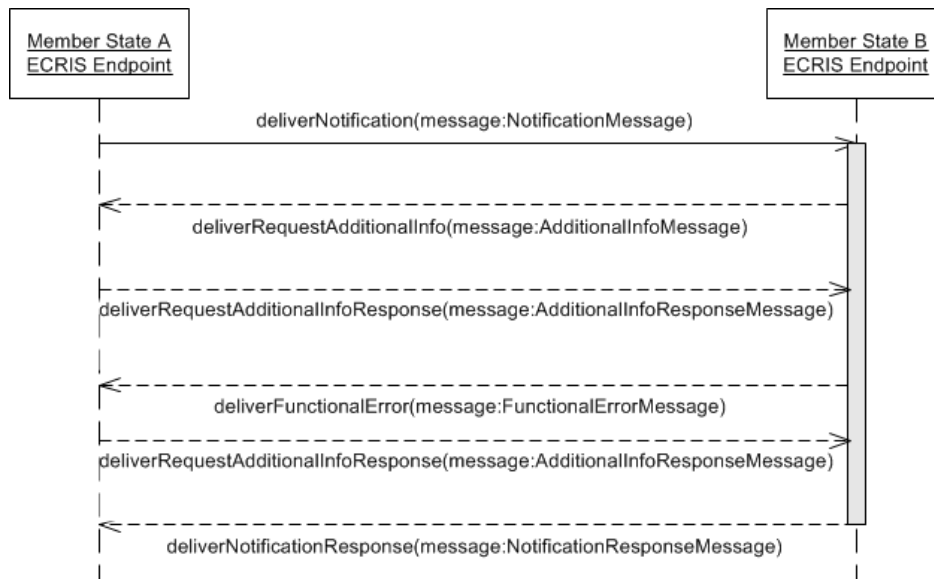 Member State A
ECRIS Endpoint
Member State B
ECRIS Endpoint
deliverNotification(message:NotificationMessage)
deliverRequestAdditionalInfo(message:AdditionalInfoMessage)
deliverRequestAdditionalInfoResponse(message:AdditionalInfoResponseMessage)
deliverFunctionalError(message:FunctionalErrorMessage)
deliverRequestAdditionalInfoResponse(message:AdditionalInfoResponseMessage)
deliverNotificationResponse(message:NotificationResponseMessage)